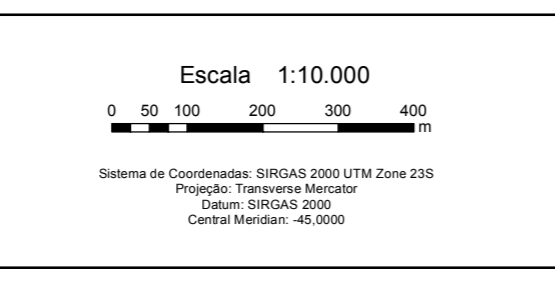 Escala 1:10.000
0 50 100 200 300 400
m
Sistema de Coordenadas: SIRGAS 2000 UTM Zone 23S
Projeção: Transverse Mercator
Datum: SIRGAS 2000
Central Meridian: -45,0000